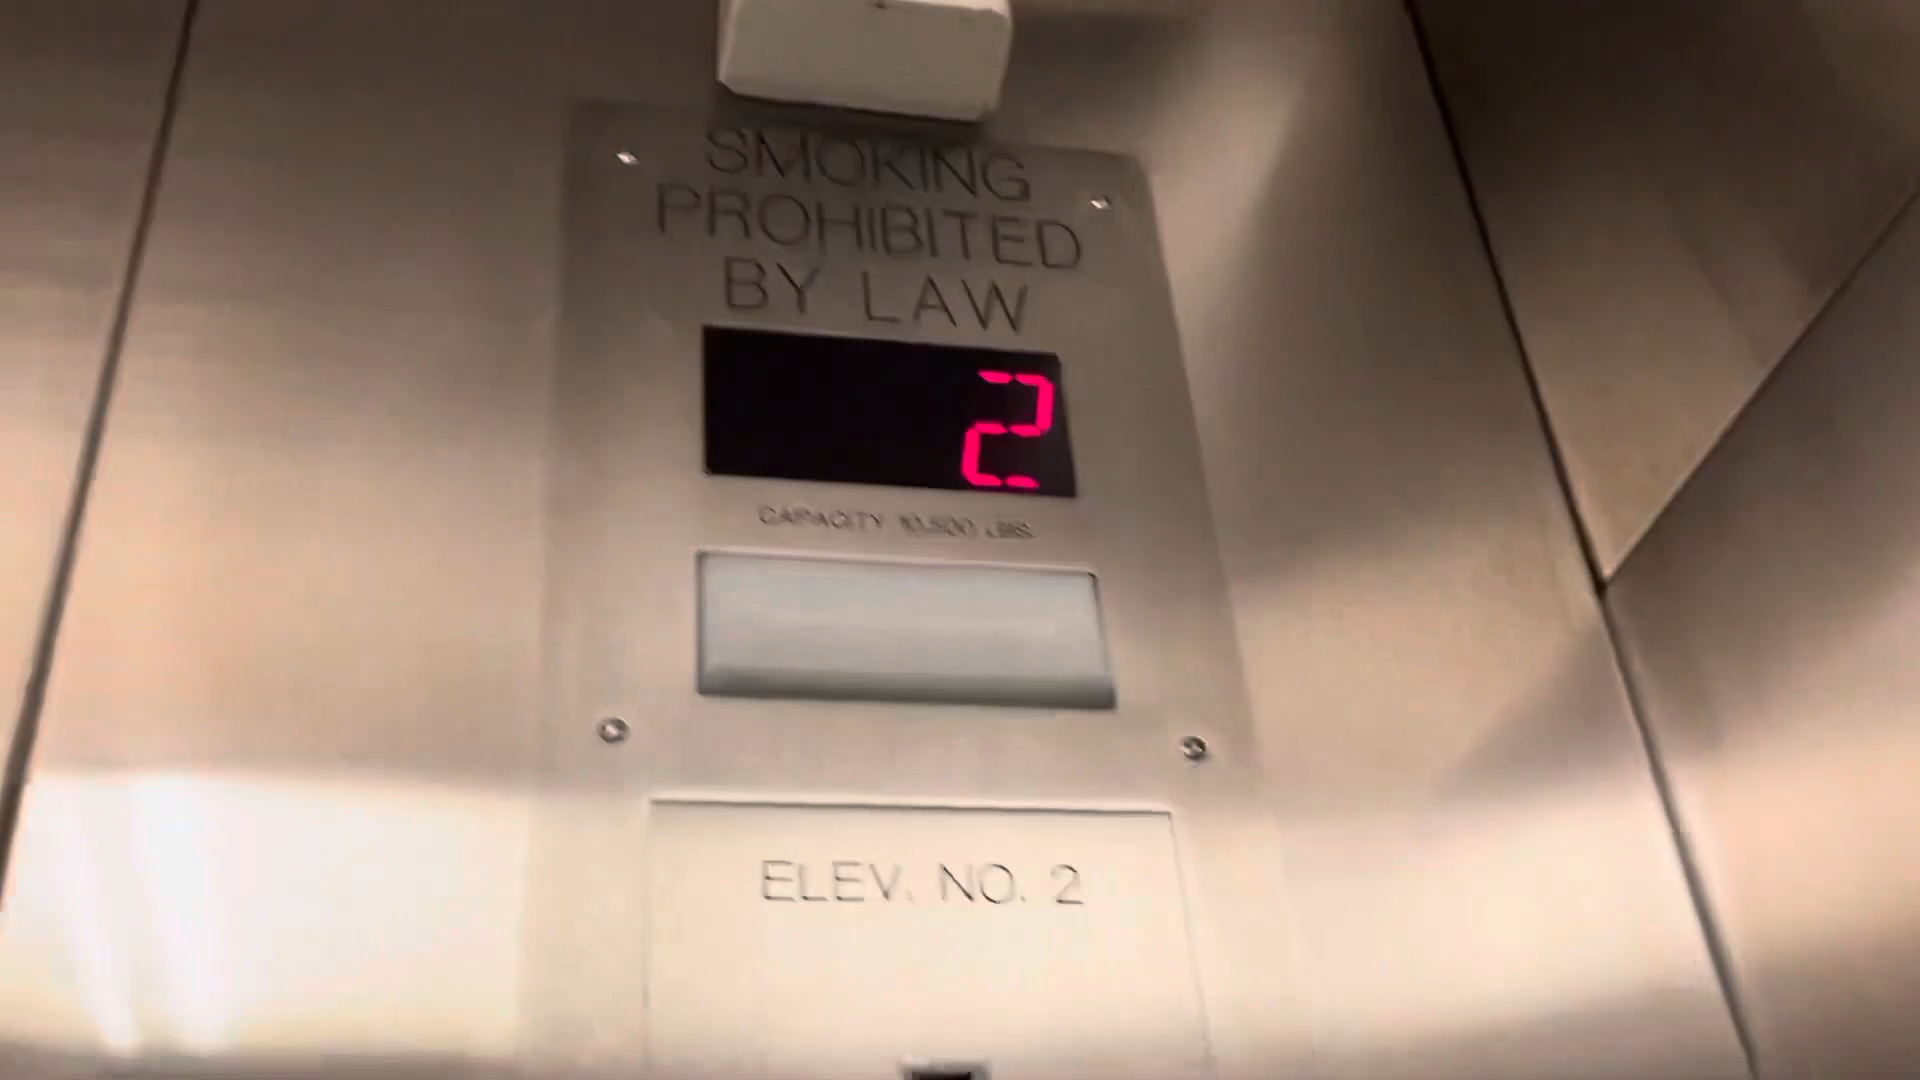 SMOKING
PROHIBITED
BY LAW
2
CAPACITY 10,500 LBS.
ELEV. NO. 2